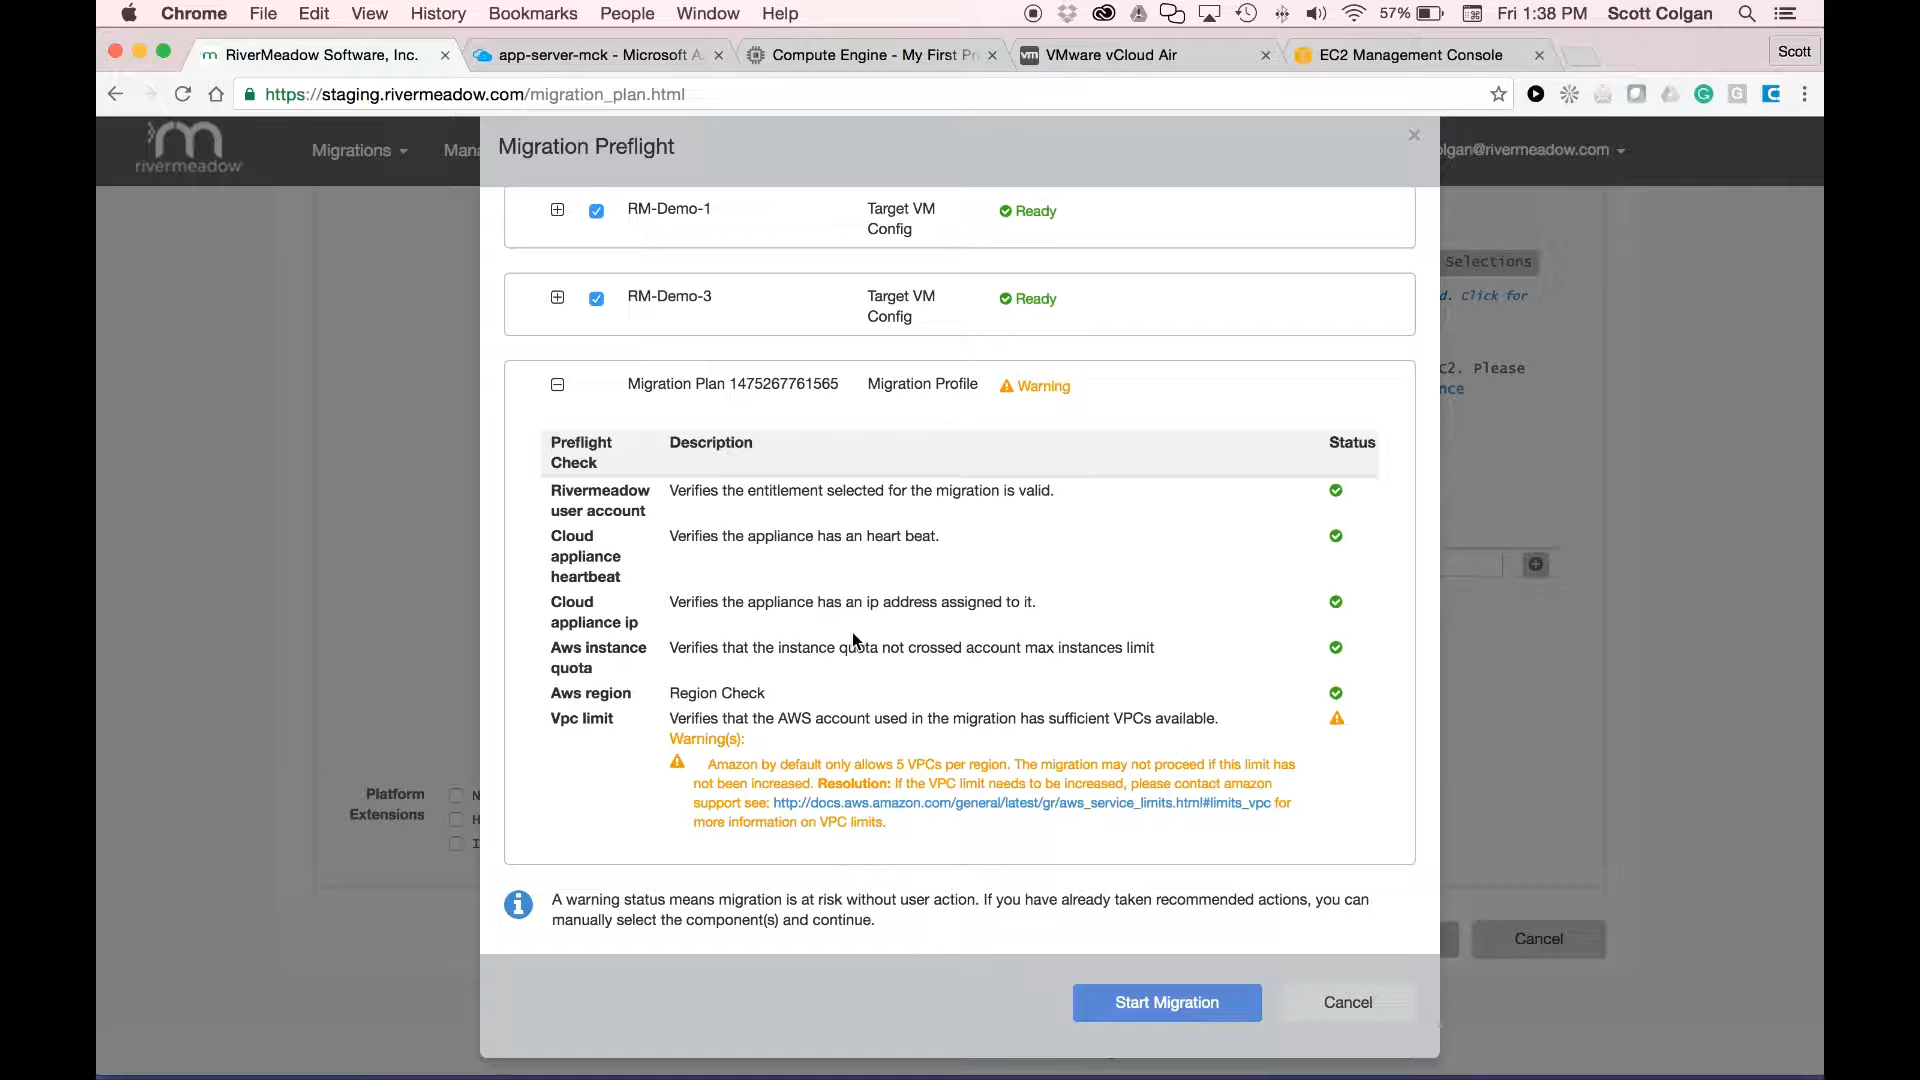 Chrome File Edit View History Bookmarks People Window Help 57% Fri 1:38 PM Scott Colgan
RiverMeadow Software, Inc. app-server-mck - Microsoft A Compute Engine - My First Pr VMware vCloud Air EC2 Management Console Scott
https://staging.rivermeadow.com/migration_plan.html
rivermeadow Migrations Mana Migration Preflight × olgan@rivermeadow.com
RM-Demo-1 Target VM Config Ready
RM-Demo-3 Target VM Config Ready
Selections
d. Click for
C2. Please
nce
Migration Plan 1475267761565 Migration Profile Warning
Preflight Check Description Status
Rivermeadow user account Verifies the entitlement selected for the migration is valid.
Cloud appliance heartbeat Verifies the appliance has an heart beat.
Cloud appliance ip Verifies the appliance has an ip address assigned to it.
Aws instance quota Verifies that the instance quota not crossed account max instances limit
Aws region Region Check
Vpc limit Verifies that the AWS account used in the migration has sufficient VPCs available.
Warning(s):
Amazon by default only allows 5 VPCs per region. The migration may not proceed if this limit has
not been increased. Resolution: If the VPC limit needs to be increased, please contact amazon
support see: http://docs.aws.amazon.com/general/latest/gr/aws_service_limits.html#limits_vpc for
more information on VPC limits.
Platform Extensions N
H
I
A warning status means migration is at risk without user action. If you have already taken recommended actions, you can
manually select the component(s) and continue.
Cancel
Start Migration Cancel